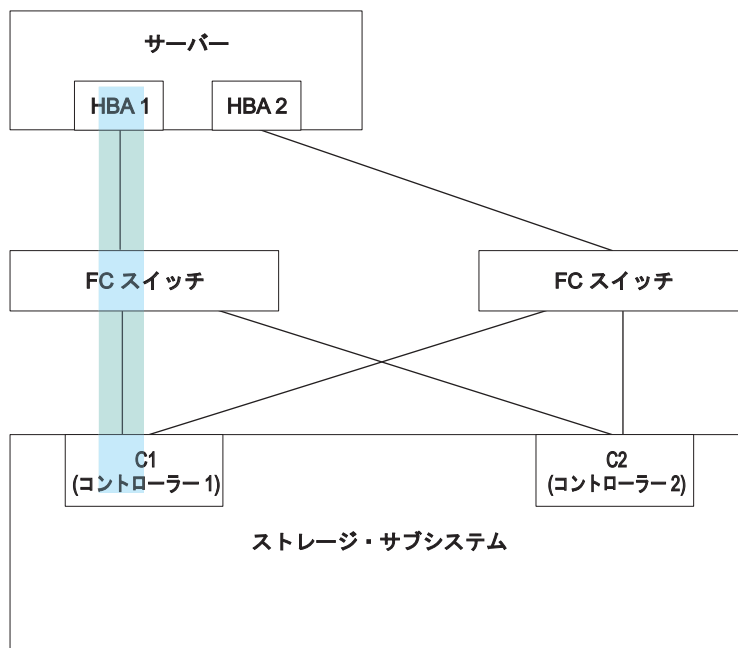 サーバー
HBA 1
HBA 2
FC スイッチ
FC スイッチ
C1
(コントローラー 1)
C2
(コントローラー 2)
ストレージ・サブシステム